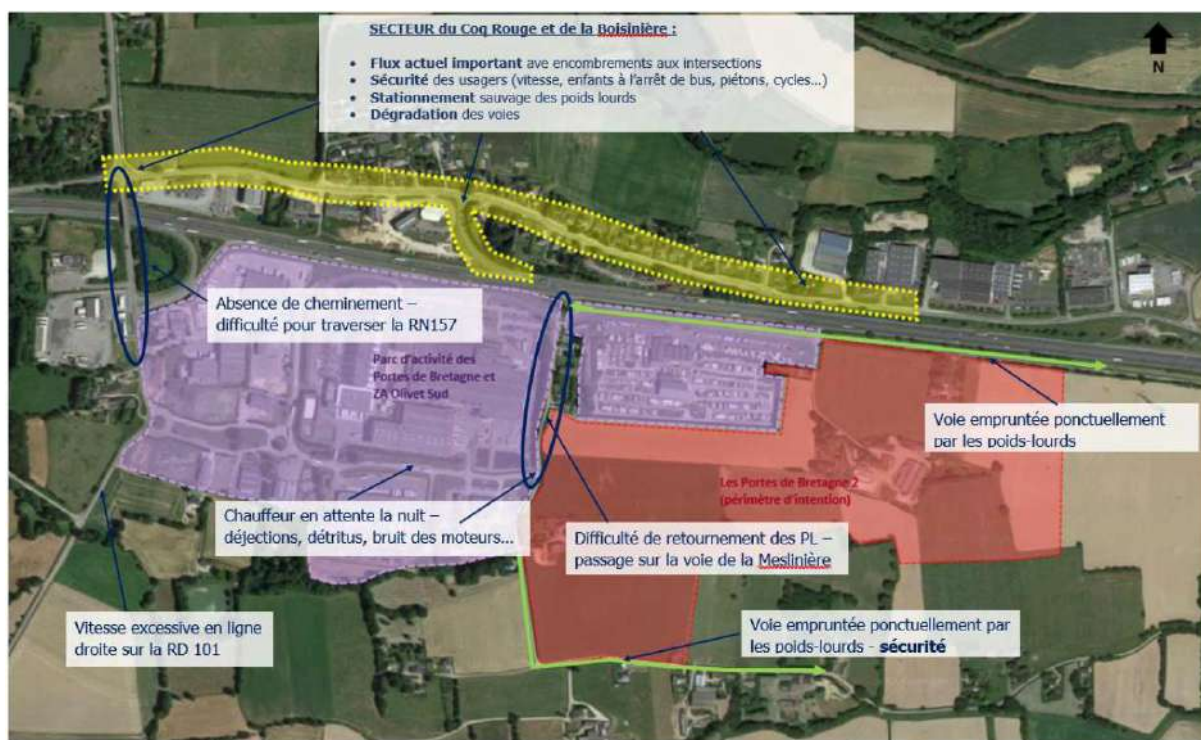 SECTEUR du Coq Rouge et de la Boisinière :
• Flux actuel important ave encombrements aux intersections
• Sécurité des usagers (vitesse, enfants à l'arrêt de bus, piétons, cycles...)
• Stationnement sauvage des poids lourds
• Dégradation des voies
N
Absence de cheminement –
difficulté pour traverser la RN157
Parc d'activité des
Portes de Bretagne et
ZA Olivet Sud
Voie empruntée ponctuellement
par les poids-lourds
Les Portes de Bretagne 2
(périmètre d'intention)
Chauffeur en attente la nuit –
déjections, détritus, bruit des moteurs...
Difficulté de retournement des PL –
passage sur la voie de la Meslinière
Vitesse excessive en ligne
droite sur la RD 101
Voie empruntée ponctuellement par
les poids-lourds - sécurité